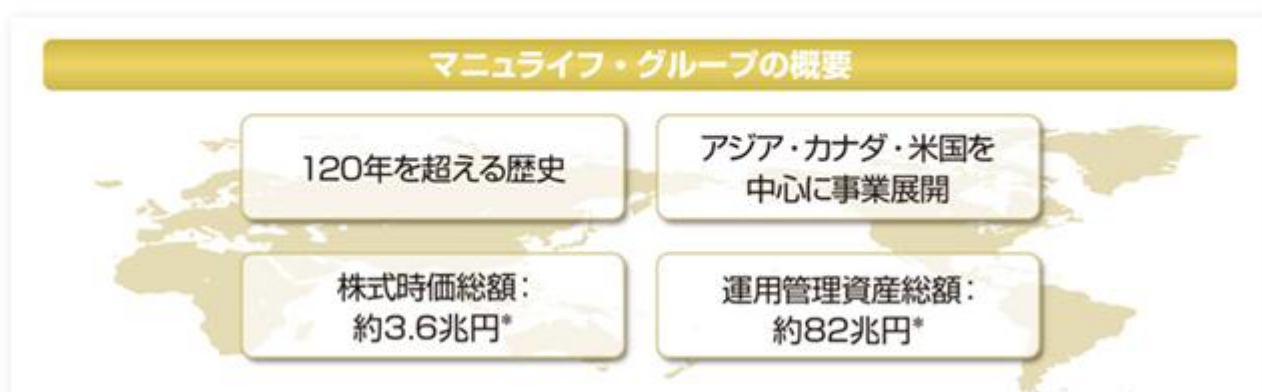 マニュライフ・グループの概要
120年を超える歴史
アジア・カナダ・米国を
中心に事業展開
株式時価総額：
約3.6兆円*
運用管理資産総額：
約82兆円*